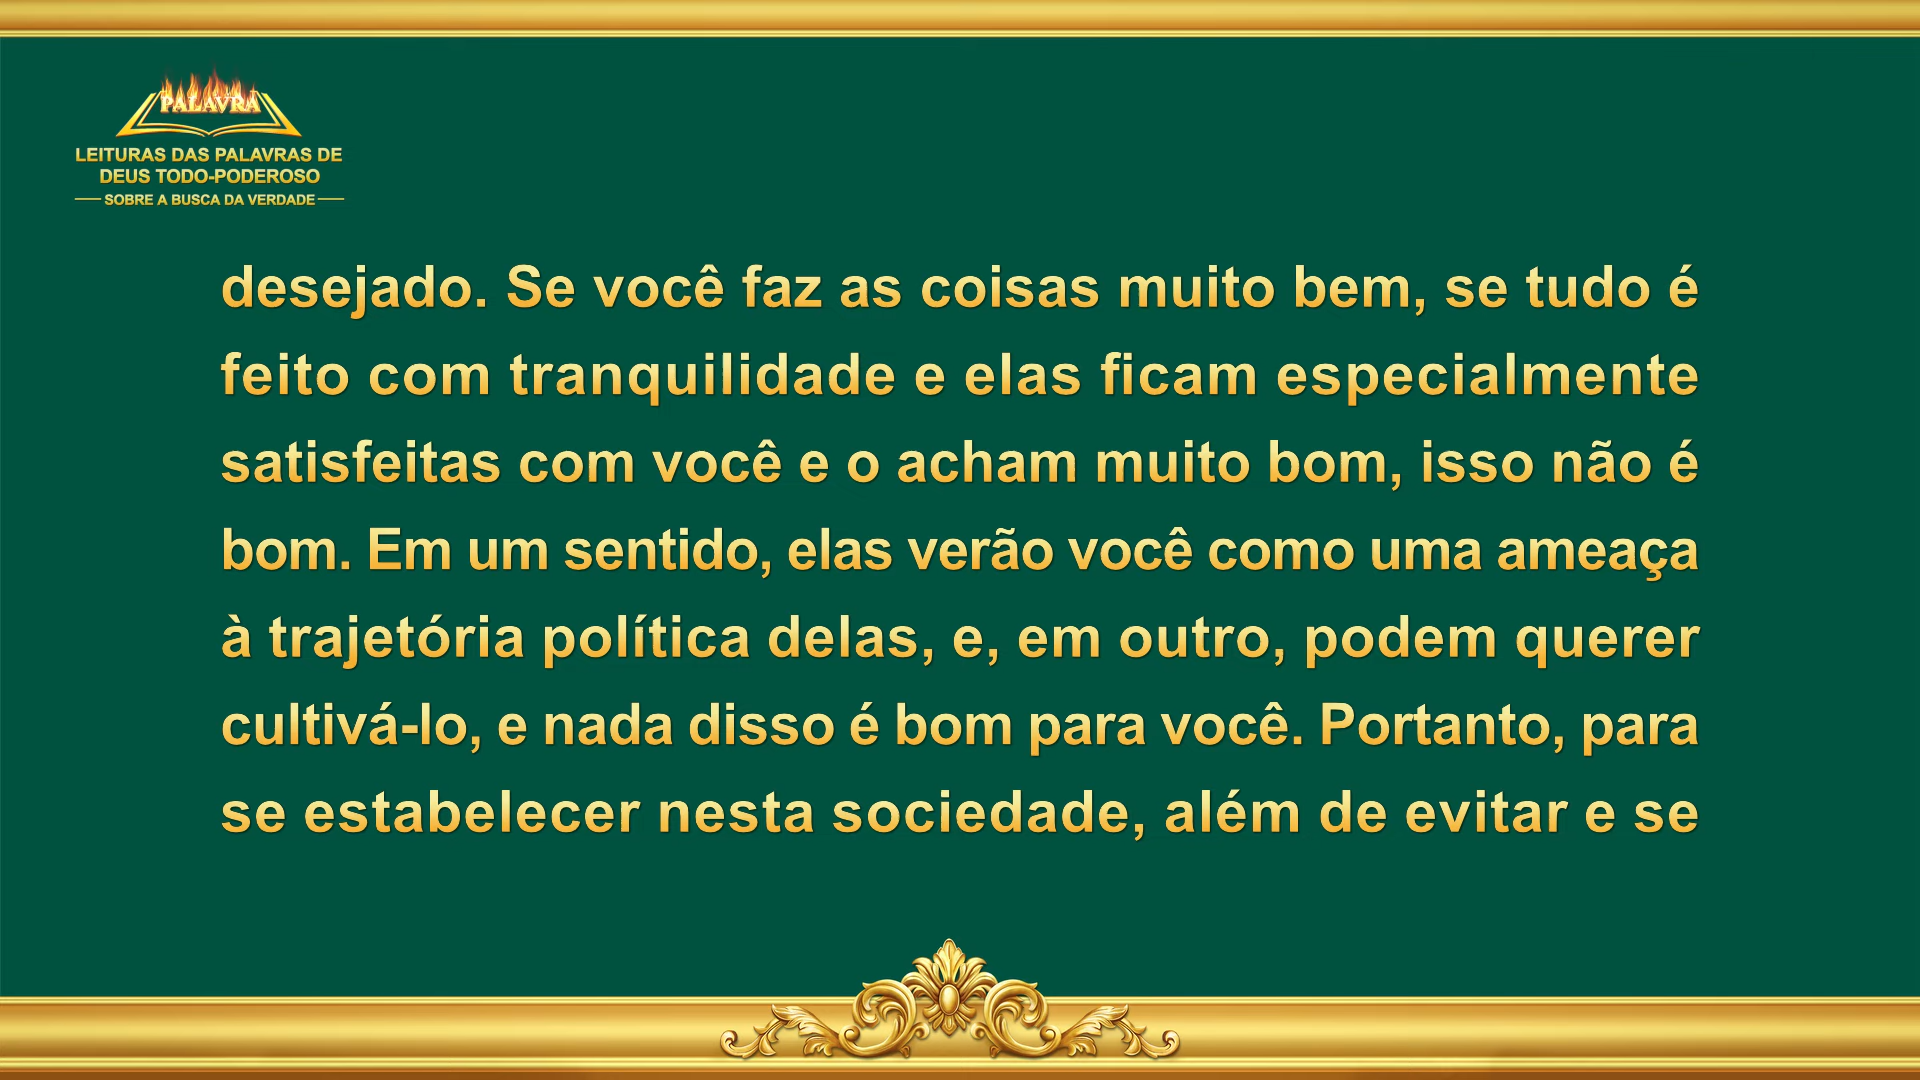 PALAVRA
LEITURAS DAS PALAVRAS DE
DEUS TODO-PODEROSO
SOBRE A BUSCA DA VERDADE
desejado. Se você faz as coisas muito bem, se tudo é
feito com tranquilidade e elas ficam especialmente
satisfeitas com você e o acham muito bom, isso não é
bom. Em um sentido, elas verão você como uma ameaça
à trajetória política delas, e, em outro, podem querer
cultivá-lo, e nada disso é bom para você. Portanto, para
se estabelecer nesta sociedade, além de evitar e se